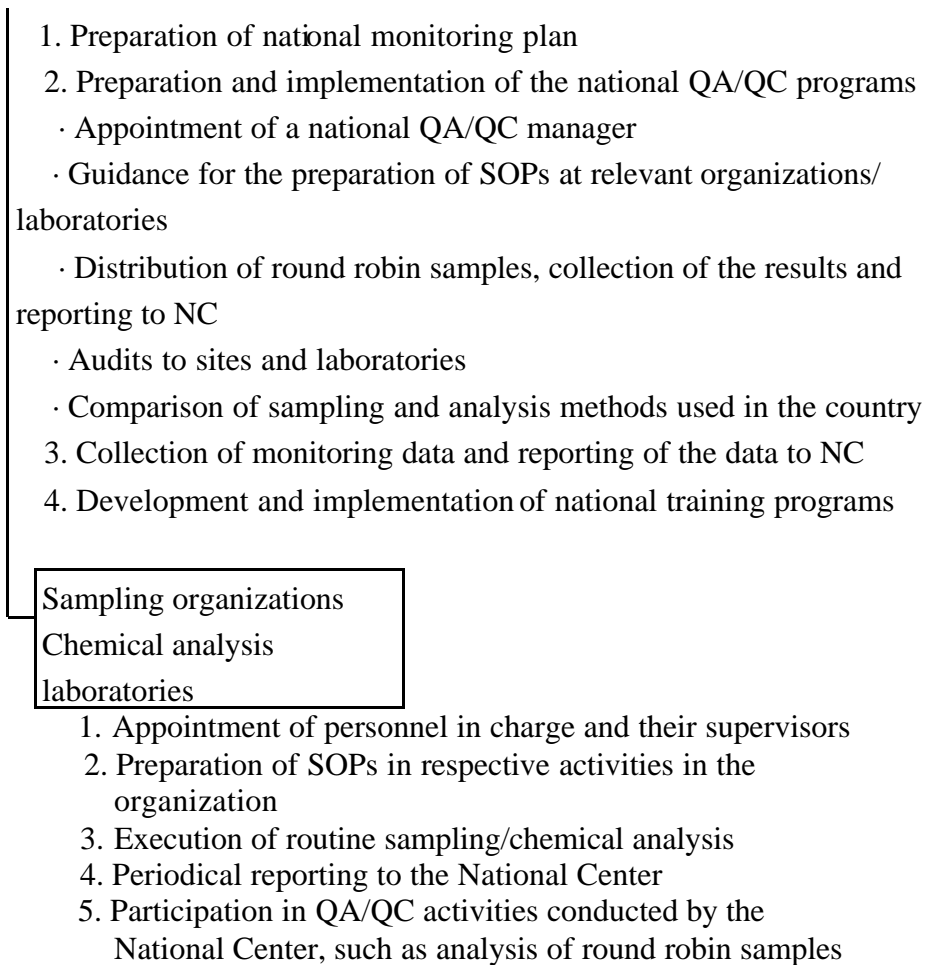 1. Preparation of national monitoring plan
2. Preparation and implementation of the national QA/QC programs
· Appointment of a national QA/QC manager
· Guidance for the preparation of SOPs at relevant organizations/
laboratories
· Distribution of round robin samples, collection of the results and
reporting to NC
· Audits to sites and laboratories
· Comparison of sampling and analysis methods used in the country
3. Collection of monitoring data and reporting of the data to NC
4. Development and implementation of national training programs
Sampling organizations
Chemical analysis
laboratories
1. Appointment of personnel in charge and their supervisors
2. Preparation of SOPs in respective activities in the
organization
3. Execution of routine sampling/chemical analysis
4. Periodical reporting to the National Center
5. Participation in QA/QC activities conducted by the
National Center, such as analysis of round robin samples